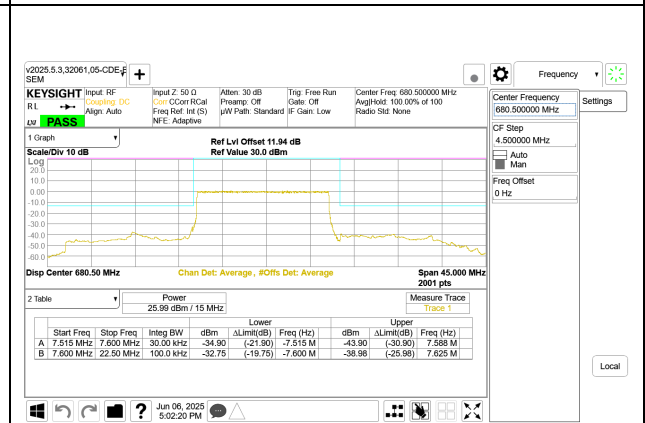 v2025.5.3,32061,05-CDE-E
SEM
+
Frequency
KEYSIGHT
R L
LXI
PASS
Input: RF
Coupling: DC
Align: Auto
Input Z: 50 Ω
Corr CCorr RCal
Freq Ref: Int (S)
NFE: Adaptive
Atten: 30 dB
Preamp: Off
µW Path: Standard
Trig: Free Run
Gate: Off
IF Gain: Low
Center Freq: 680.500000 MHz
Avg|Hold: 100.00% of 100
Radio Std: None
Center Frequency
680.500000 MHz
Settings
CF Step
4.500000 MHz
Auto
Man
Freq Offset
0 Hz
1 Graph
Scale/Div 10 dB
Ref Lvl Offset 11.94 dB
Ref Value 30.0 dBm
Log
20.0
10.0
0.00
-10.0
-20.0
-30.0
-40.0
-50.0
-60.0
Disp Center 680.50 MHz
Chan Det: Average, #Offs Det: Average
Span 45.000 MHz
2001 pts
2 Table
Power
25.99 dBm / 15 MHz
Measure Trace
Trace 1
Lower Upper
Start Freq Stop Freq Integ BW dBm ΔLimit(dB) Freq (Hz) dBm ΔLimit(dB) Freq (Hz)
A 7.515 MHz 7.600 MHz 30.00 kHz -34.90 (-21.90) -7.515 M -43.90 (-30.90) 7.588 M
B 7.600 MHz 22.50 MHz 100.0 kHz -32.75 (-19.75) -7.600 M -38.98 (-25.98) 7.625 M
Local
?
Jun 06, 2025
5:02:20 PM